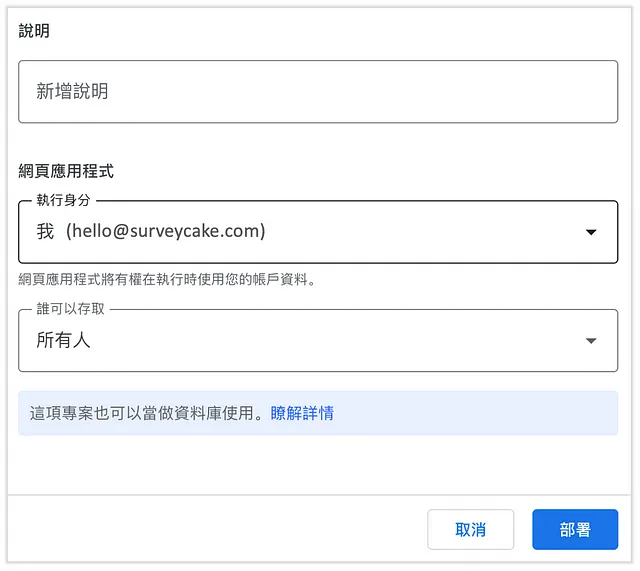 說明
新增說明
網頁應用程式
執行身分
我 (hello@surveycake.com)
網頁應用程式將有權在執行時使用您的帳戶資料。
誰可以存取
所有人
這項專案也可以當做資料庫使用。瞭解詳情
取消
部署